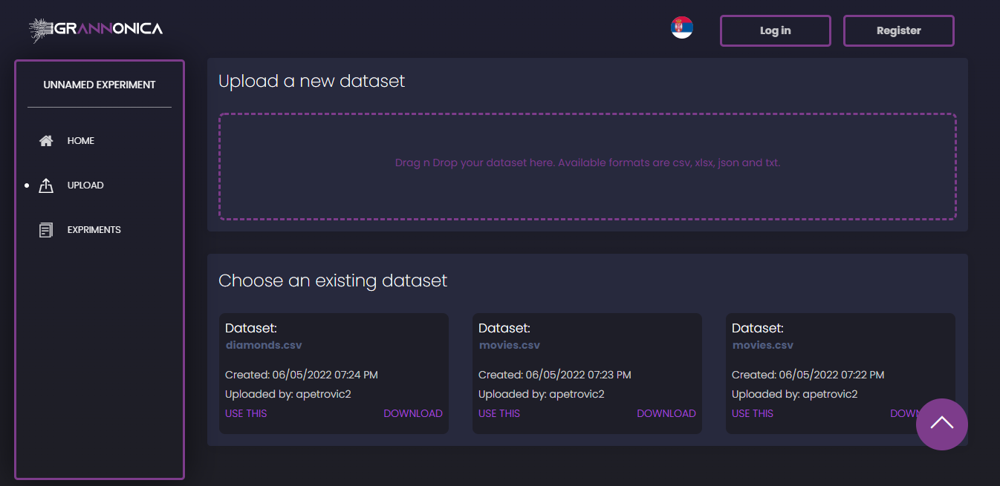 IGRANNONICA
Log in
Register
UNNAMED EXPERIMENT
HOME
UPLOAD
EXPRIMENTS
Upload a new dataset
Drag n Drop your dataset here. Available formats are csv, xlsx, json and txt.
Choose an existing dataset
Dataset:
diamonds.csv
Created: 06/05/2022 07:24 PM
Uploaded by: apetrovic2
USE THIS
DOWNLOAD
Dataset:
movies.csv
Created: 06/05/2022 07:23 PM
Uploaded by: apetrovic2
USE THIS
DOWNLOAD
Dataset:
movies.csv
Created: 06/05/2022 07:22 PM
Uploaded by: apetrovic2
USE THIS